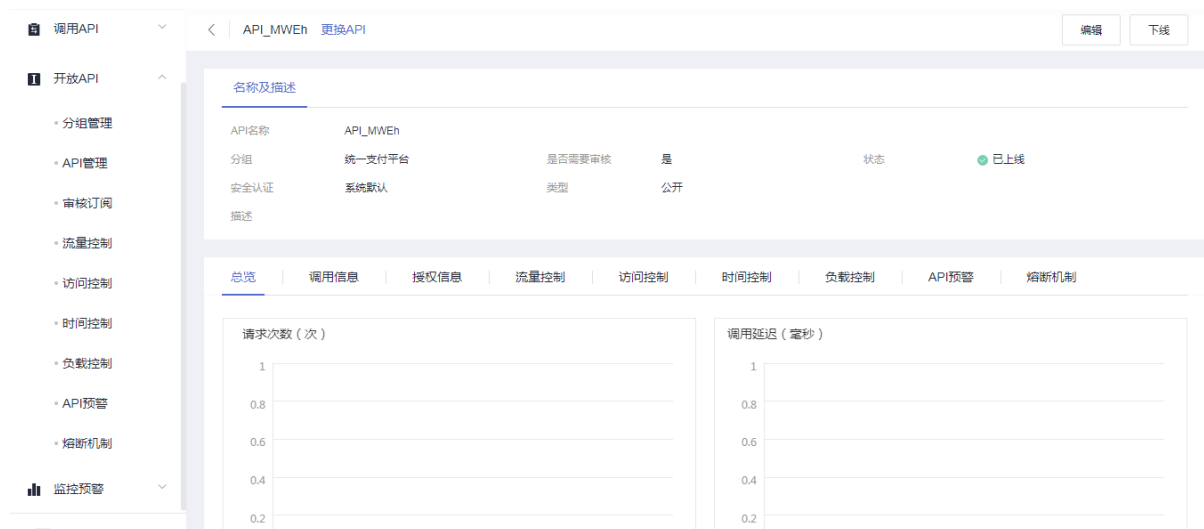 调用API
开放API
分组管理
API管理
审核订阅
流量控制
访问控制
时间控制
负载控制
API预警
熔断机制
监控预警
API_MWEh 更换API 编辑 下线
名称及描述
API名称 API_MWEh
分组 统一支付平台 是否需要审核 是 状态 已上线
安全认证 系统默认 类型 公开
描述
总览 调用信息 授权信息 流量控制 访问控制 时间控制 负载控制 API预警 熔断机制
请求次数（次）
1
0.8
0.6
0.4
0.2
调用延迟（毫秒）
1
0.8
0.6
0.4
0.2